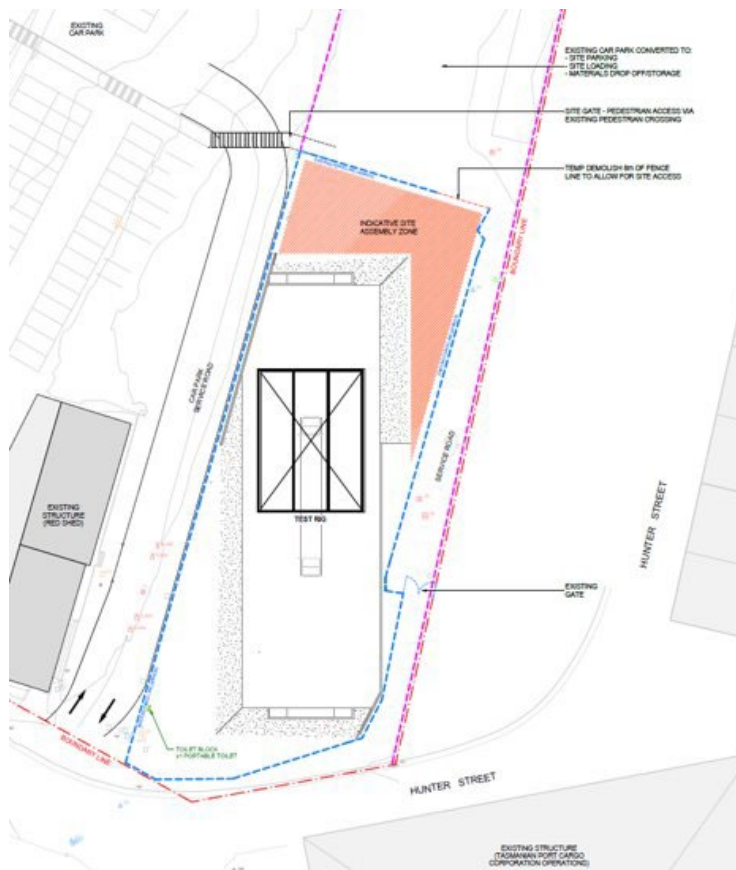 EXISTING
CAR PARK
EXISTING CAR PARK CONVERTED TO:
- SITE PARKING
- SITE LOADING
- MATERIALS DROP OFF/STORAGE
SITE GATE - PEDESTRIAN ACCESS VIA
EXISTING PEDESTRIAN CROSSING
TEMP DEMOLISH 8m OF FENCE
LINE TO ALLOW FOR SITE ACCESS
INDICATIVE SITE
ASSEMBLY ZONE
BOUNDARY LINE
CAR PARK
SERVICE ROAD
SERVICE ROAD
EXISTING
STRUCTURE
(RED SHED)
TEST RIG
HUNTER STREET
EXISTING
GATE
TOILET BLOCK
x1 PORTABLE TOILET
BOUNDARY LINE
HUNTER STREET
EXISTING STRUCTURE
(TASMANIAN PORT CARGO
CORPORATION OPERATIONS)